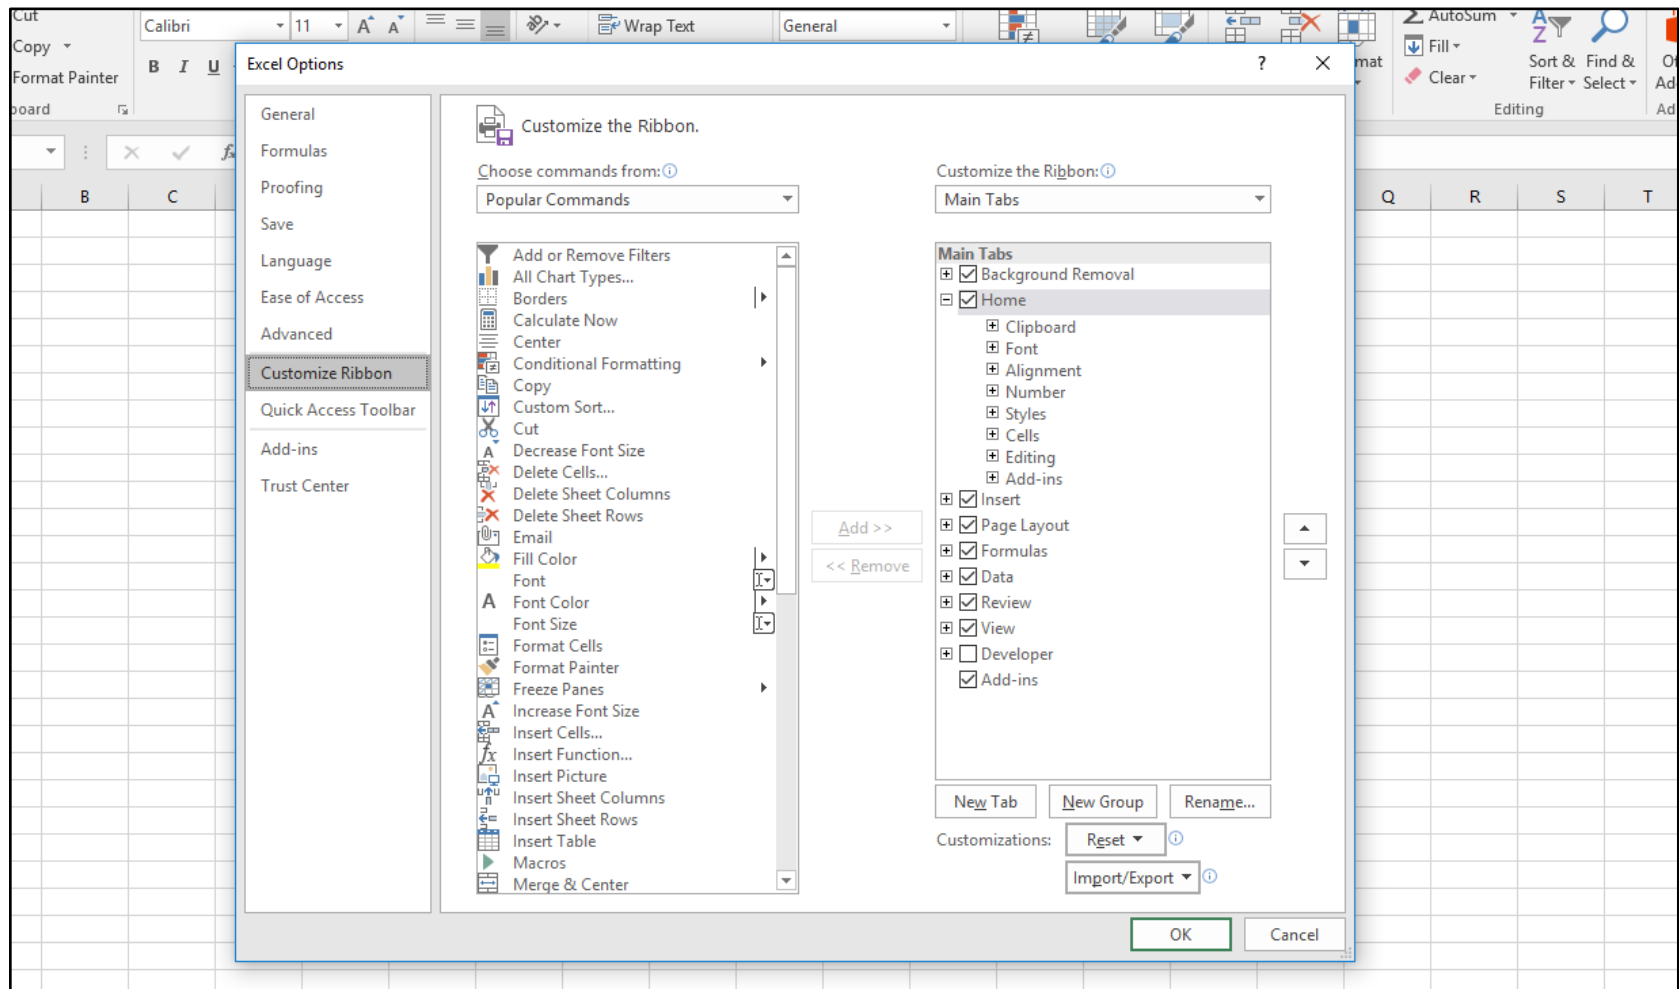 Cut
Calibri 11 A A Wrap Text General AutoSum
Copy
Format Painter
B I U
mat
Fill
Clear
Sort & Filter
Find & Select
Ad
board
Editing
Ad
Excel Options ?
General
Formulas
Proofing
Save
Language
Ease of Access
Advanced
Customize Ribbon
Quick Access Toolbar
Add-ins
Trust Center
Customize the Ribbon.
Choose commands from:
Popular Commands
Add or Remove Filters
All Chart Types...
Borders
Calculate Now
Center
Conditional Formatting
Copy
Custom Sort...
Cut
Decrease Font Size
Delete Cells...
Delete Sheet Columns
Delete Sheet Rows
Email
Fill Color
Font
Font Color
Font Size
Format Cells
Format Painter
Freeze Panes
Increase Font Size
Insert Cells...
Insert Function...
Insert Picture
Insert Sheet Columns
Insert Sheet Rows
Insert Table
Macros
Merge & Center
Add >>
<< Remove
Customize the Ribbon:
Main Tabs
Main Tabs
Background Removal
Home
Clipboard
Font
Alignment
Number
Styles
Cells
Editing
Add-ins
Insert
Page Layout
Formulas
Data
Review
View
Developer
Add-ins
New Tab New Group Rename...
Customizations: Reset
Import/Export
OK Cancel
B C Q R S T